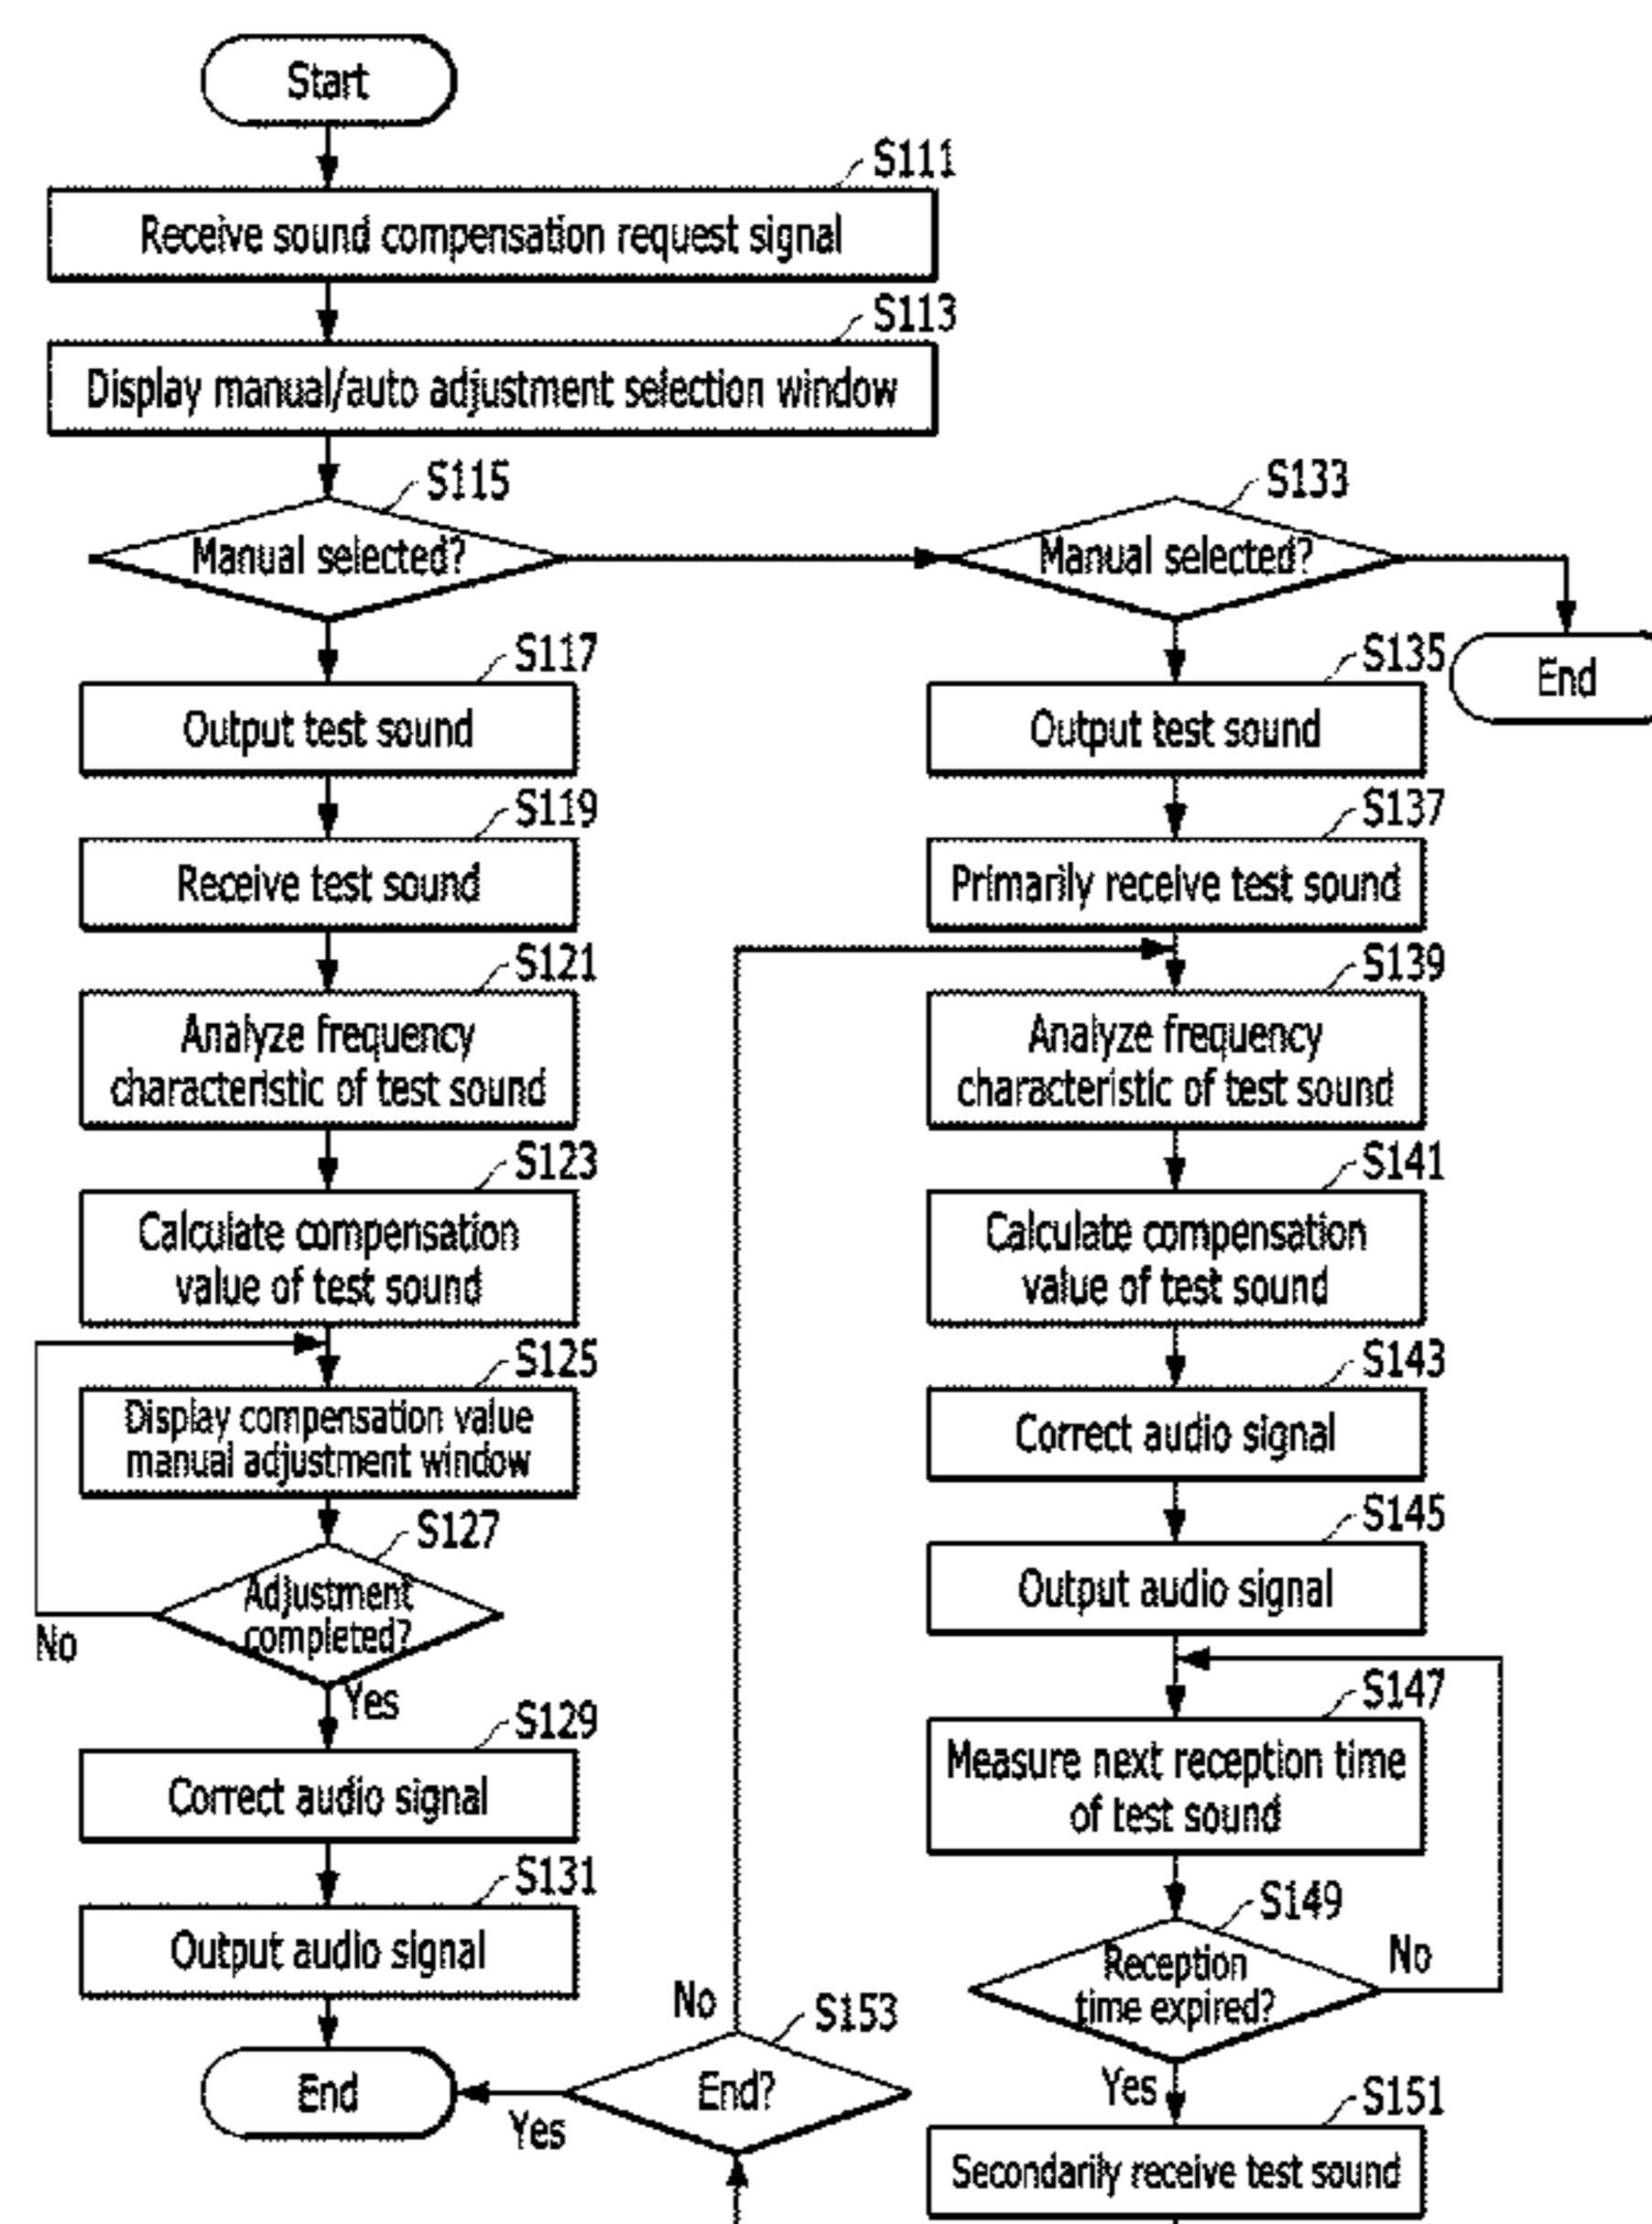 Start
S111
Receive sound compensation request signal
S113
Display manual/auto adjustment selection window
S115
Manual selected?
S133
Manual selected?
End
S117
Output test sound
S119
Receive test sound
S121
Analyze frequency
characteristic of test sound
S123
Calculate compensation
value of test sound
S125
Display compensation value
manual adjustment window
S127
Adjustment
completed?
No
Yes
S129
Correct audio signal
S131
Output audio signal
End
S135
Output test sound
S137
Primarily receive test sound
S139
Analyze frequency
characteristic of test sound
S141
Calculate compensation
value of test sound
S143
Correct audio signal
S145
Output audio signal
S147
Measure next reception time
of test sound
S149
Reception
time expired?
No
Yes
S151
Secondarily receive test sound
S153
End?
No
Yes